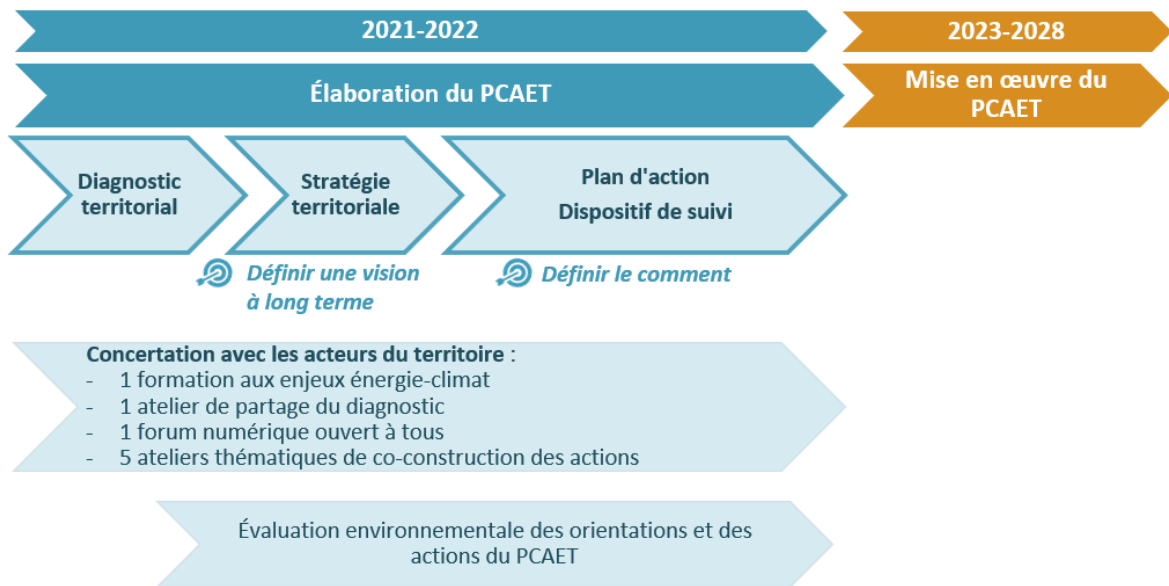 2021-2022
2023-2028
Élaboration du PCAET
Mise en œuvre du
PCAET
Diagnostic
territorial
Stratégie
territoriale
Plan d'action
Dispositif de suivi
Définir une vision
à long terme
Définir le comment
Concertation avec les acteurs du territoire :
- 1 formation aux enjeux énergie-climat
- 1 atelier de partage du diagnostic
- 1 forum numérique ouvert à tous
- 5 ateliers thématiques de co-construction des actions
Évaluation environnementale des orientations et des
actions du PCAET